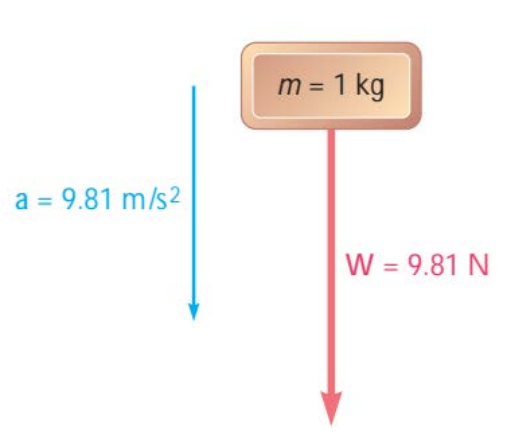 m = 1 kg
a = 9.81 m/s²
W = 9.81 N